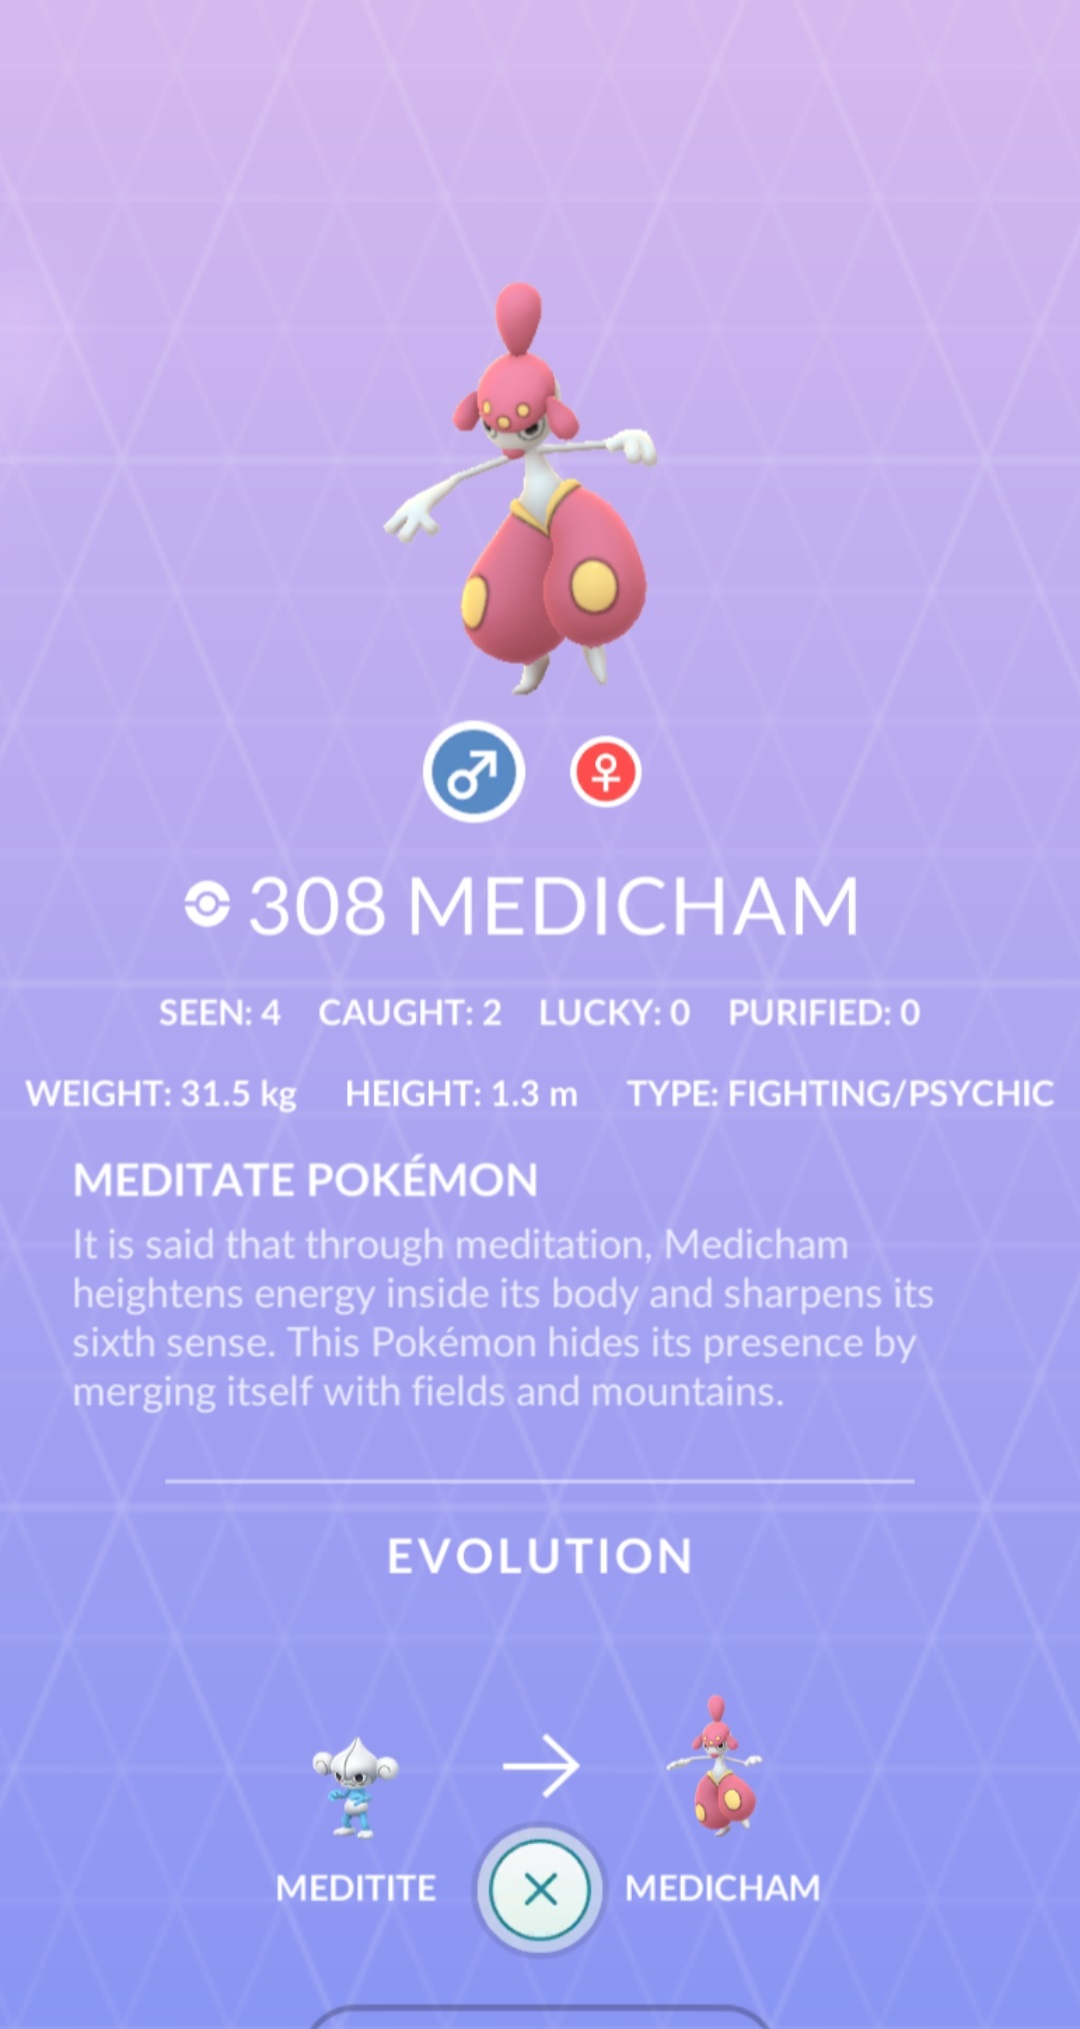 308 MEDICHAM
SEEN: 4 CAUGHT: 2 LUCKY: 0 PURIFIED: 0
WEIGHT: 31.5 kg HEIGHT: 1.3 m TYPE: FIGHTING/PSYCHIC
MEDITATE POKÉMON
It is said that through meditation, Medicham
heightens energy inside its body and sharpens its
sixth sense. This Pokémon hides its presence by
merging itself with fields and mountains.
EVOLUTION
MEDITITE MEDICHAM